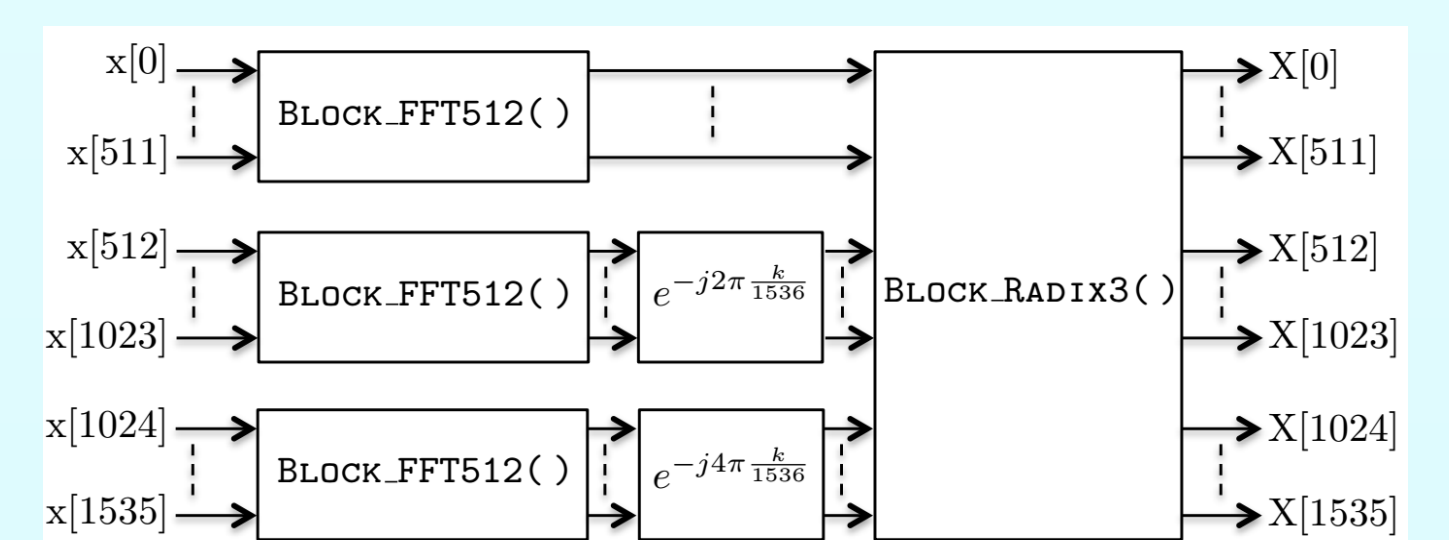 x[0]
x[511]
BLOCK_FFT512()
X[0]
X[511]
x[512]
x[1023]
BLOCK_FFT512()
e^{-j2π k/1536}
BLOCK_RADIX3()
X[512]
X[1023]
x[1024]
x[1535]
BLOCK_FFT512()
e^{-j4π k/1536}
X[1024]
X[1535]